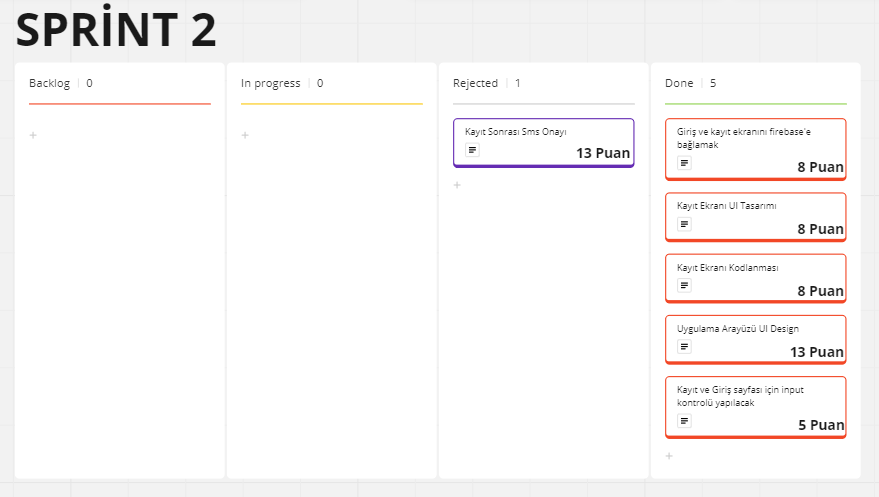 SPRİNT 2
Backlog | 0
In progress | 0
Rejected | 1
Kayıt Sonrası Sms Onayı
13 Puan
Done | 5
Giriş ve kayıt ekranını firebase'e
bağlamak
8 Puan
Kayıt Ekranı UI Tasarımı
8 Puan
Kayıt Ekranı Kodlanması
8 Puan
Uygulama Arayüzü UI Design
13 Puan
Kayıt ve Giriş sayfası için input
kontrolü yapılacak
5 Puan